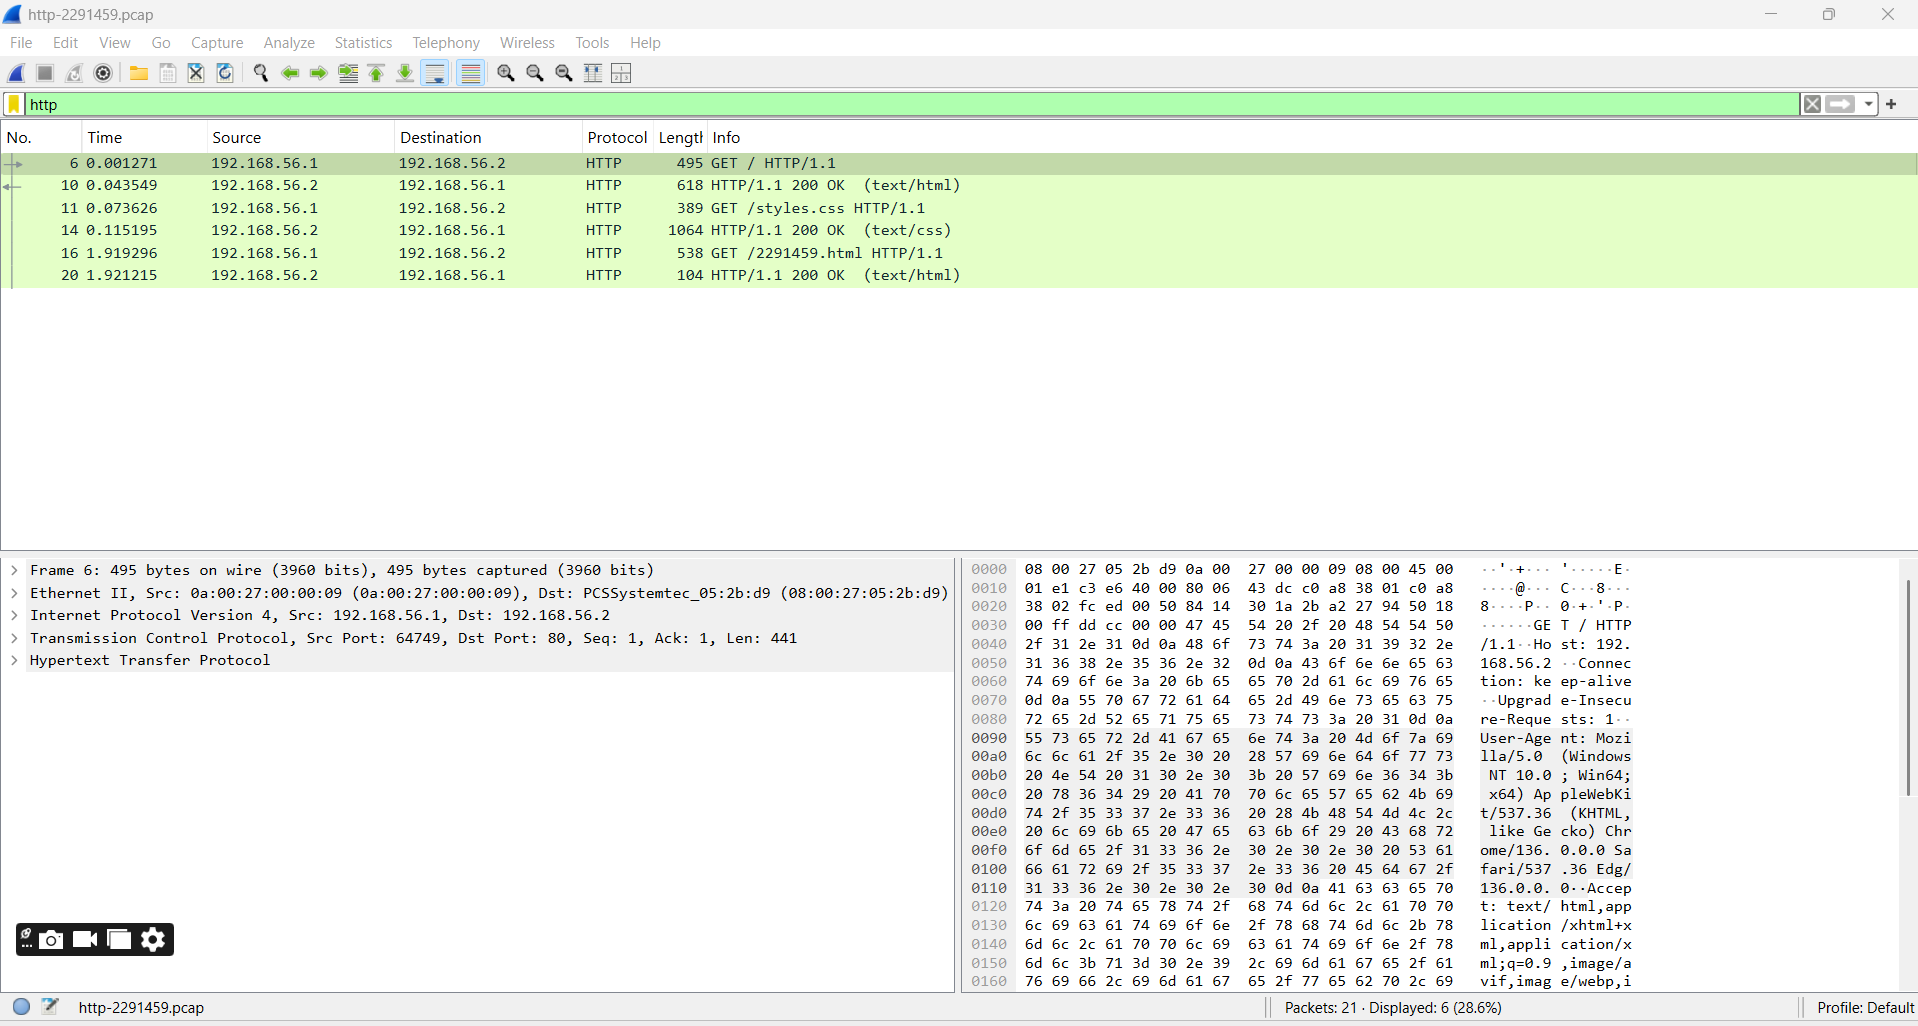 http-2291459.pcap
File Edit View Go Capture Analyze Statistics Telephony Wireless Tools Help
http
No. Time Source Destination Protocol Lengtl Info
6 0.001271 192.168.56.1 192.168.56.2 HTTP 495 GET / HTTP/1.1
10 0.043549 192.168.56.2 192.168.56.1 HTTP 618 HTTP/1.1 200 OK (text/html)
11 0.073626 192.168.56.1 192.168.56.2 HTTP 389 GET /styles.css HTTP/1.1
14 0.115195 192.168.56.2 192.168.56.1 HTTP 1064 HTTP/1.1 200 OK (text/css)
16 1.919296 192.168.56.1 192.168.56.2 HTTP 538 GET /2291459.html HTTP/1.1
20 1.921215 192.168.56.2 192.168.56.1 HTTP 104 HTTP/1.1 200 OK (text/html)
> Frame 6: 495 bytes on wire (3960 bits), 495 bytes captured (3960 bits)
> Ethernet II, Src: 0a:00:27:00:00:09 (0a:00:27:00:00:09), Dst: PCSSystemtec_05:2b:d9 (08:00:27:05:2b:d9)
> Internet Protocol Version 4, Src: 192.168.56.1, Dst: 192.168.56.2
> Transmission Control Protocol, Src Port: 64749, Dst Port: 80, Seq: 1, Ack: 1, Len: 441
> Hypertext Transfer Protocol
0000 08 00 27 05 2b d9 0a 00 27 00 00 09 08 00 45 00 ··'·+··· '·····E·
0010 01 e1 c3 e6 40 00 80 06 43 dc c0 a8 38 01 c0 a8 ····@··· C···8···
0020 38 02 fc ed 00 50 84 14 30 1a 2b a2 27 94 50 18 8····P·· 0·+·'·P·
0030 00 ff dd cc 00 00 47 45 54 20 2f 20 48 54 54 50 ······GE T / HTTP
0040 2f 31 2e 31 0d 0a 48 6f 73 74 3a 20 31 39 32 2e /1.1··Ho st: 192.
0050 31 36 38 2e 35 36 2e 32 0d 0a 43 6f 6e 6e 65 63 168.56.2 ··Connec
0060 74 69 6f 6e 3a 20 6b 65 65 70 2d 61 6c 69 76 65 tion: ke ep-alive
0070 0d 0a 55 70 67 72 61 64 65 2d 49 6e 73 65 63 75 ··Upgrad e-Insecu
0080 72 65 2d 52 65 71 75 65 73 74 73 3a 20 31 0d 0a re-Reque sts: 1··
0090 55 73 65 72 2d 41 67 65 6e 74 3a 20 4d 6f 7a 69 User-Age nt: Mozi
00a0 6c 6c 61 2f 35 2e 30 20 28 57 69 6e 64 6f 77 73 lla/5.0 (Windows
00b0 20 4e 54 20 31 30 2e 30 3b 20 57 69 6e 36 34 3b NT 10.0 ; Win64;
00c0 20 78 36 34 29 20 41 70 70 6c 65 57 65 62 4b 69 x64) Ap pleWebKi
00d0 74 2f 35 33 37 2e 33 36 20 28 4b 48 54 4d 4c 2c t/537.36 (KHTML,
00e0 20 6c 69 6b 65 20 47 65 63 6b 6f 29 20 43 68 72 like Ge cko) Chr
00f0 6f 6d 65 2f 31 33 36 2e 30 2e 30 2e 30 20 53 61 ome/136. 0.0.0 Sa
0100 66 61 72 69 2f 35 33 37 2e 33 36 20 45 64 67 2f fari/537 .36 Edg/
0110 31 33 36 2e 30 2e 30 2e 30 0d 0a 41 63 63 65 70 136.0.0. 0··Accep
0120 74 3a 20 74 65 78 74 2f 68 74 6d 6c 2c 61 70 70 t: text/ html,app
0130 6c 69 63 61 74 69 6f 6e 2f 78 68 74 6d 6c 2b 78 lication /xhtml+x
0140 6d 6c 2c 61 70 70 6c 69 63 61 74 69 6f 6e 2f 78 ml,appli cation/x
0150 6d 6c 3b 71 3d 30 2e 39 2c 69 6d 61 67 65 2f 61 ml;q=0.9 ,image/a
0160 76 69 66 2c 69 6d 61 67 65 2f 77 65 62 70 2c 69 vif,imag e/webp,i
http-2291459.pcap
Packets: 21 · Displayed: 6 (28.6%)
Profile: Default